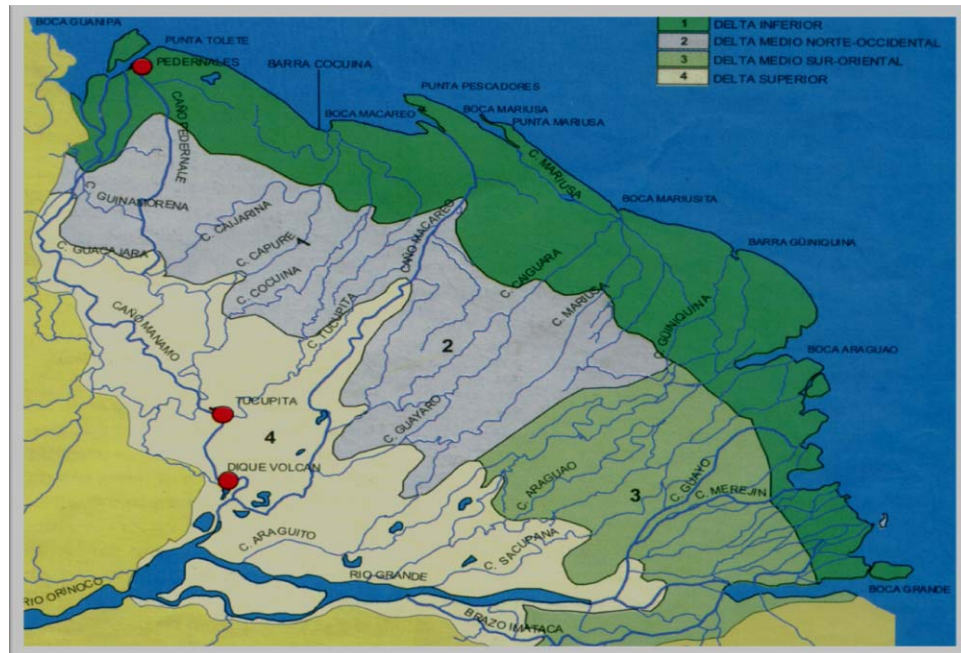 BOCA GUANIPA
PUNTA TOLETE
PEDERNALES
BARRA COCUINA
PUNTA PESCADORES
BOCA MACAREO
BOCA MARIUSA
PUNTA MARIUSA
1 DELTA INFERIOR
2 DELTA MEDIO NORTE-OCCIDENTAL
3 DELTA MEDIO SUR-ORIENTAL
4 DELTA SUPERIOR
CAÑO PEDERNALE
C. MARIUSA
C. GUINAMORENA
C. CAIJARINA
BOCA MARIUSITA
C. CAPURE
1
CAÑO MACAREO
BARRA GÜINIQUINA
C. GUACAJARA
C. COCUINA
C. CAIGUARA
C. MARIUSA
CAÑO MANAMO
C. TUCUPITA
C. GÜINIQUINA
2
BOCA ARAGUAO
TUCUPITA
C. GUAYARO
4
DIQUE VOLCAN
C. ARAGUAO
3
C. GUAYO
C. MEREJIN
C. ARAGUITO
C. SACUPANA
RIO GRANDE
RIO ORINOCO
BRAZO IMATACA
BOCA GRANDE